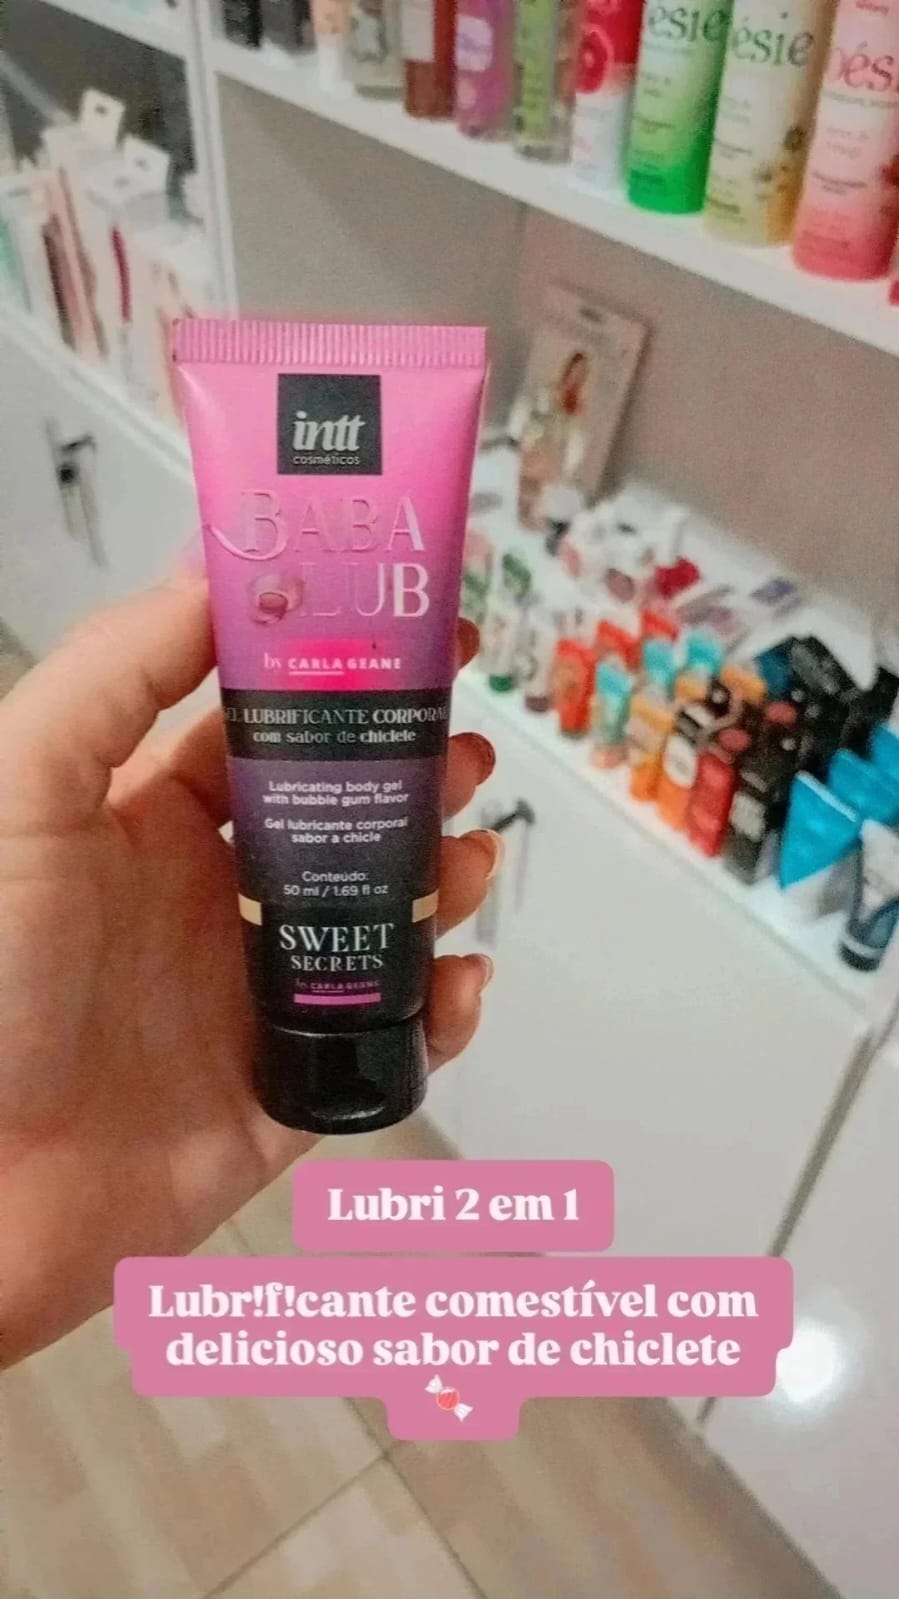 ésie
ésie
intt
cosméticos
BABA
LUB
by CARLA GEANE
LUBRIFICANTE CORPORAL
com sabor de chiclete
Lubricating body gel
with bubble gum flavor
Gel lubricante corporal
sabor a chicle
Conteúdo:
50 ml / 1.69 fl oz
SWEET
SECRETS
by CARLA GEANE
Lubri 2 em 1
Lubr!f!cante comestível com
delicioso sabor de chiclete